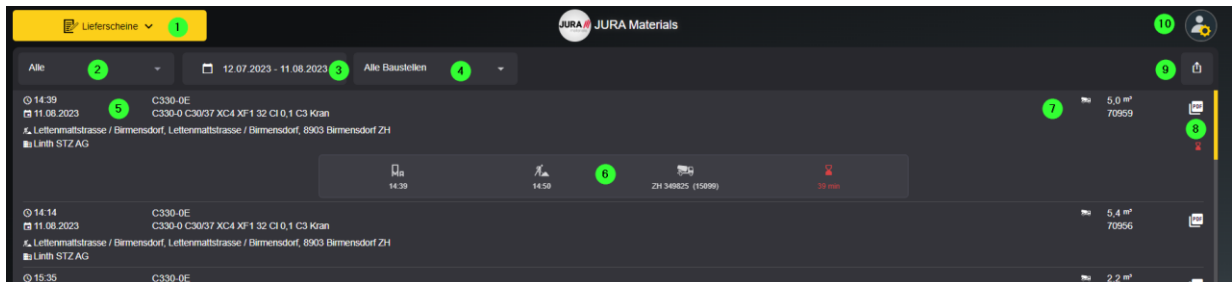 Lieferscheine 1
JURA JURA Materials
10
Alle 2
12.07.2023 - 11.08.2023 3
Alle Baustellen 4
9
14:39 5 C330-0E 7 5,0 m³
11.08.2023 C330-0 C30/37 XC4 XF1 32 Cl 0,1 C3 Kran 70959
PDF
Lettenmattstrasse / Birmensdorf, Lettenmattstrasse / Birmensdorf, 8903 Birmensdorf ZH 8
Linth STZ AG
6
14:39 14:50 ZH 349825 (15099) 39 min
14:14 C330-0E 5,4 m³
11.08.2023 C330-0 C30/37 XC4 XF1 32 Cl 0,1 C3 Kran 70956
PDF
Lettenmattstrasse / Birmensdorf, Lettenmattstrasse / Birmensdorf, 8903 Birmensdorf ZH
Linth STZ AG
15:35 C330-0E 2,2 m³